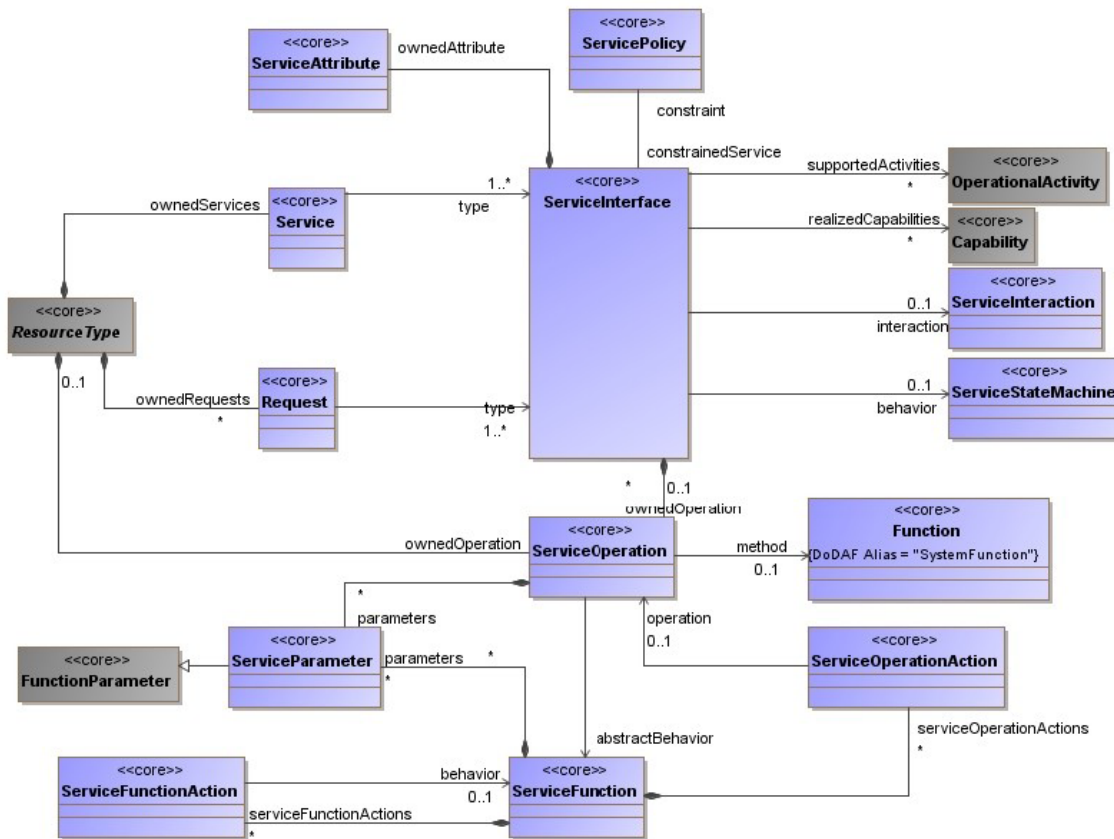 <<core>>
ServiceAttribute
ownedAttribute
<<core>>
ServicePolicy
constraint
constrainedService
<<core>>
ServiceInterface
supportedActivities
*
<<core>>
OperationalActivity
realizedCapabilities
*
<<core>>
Capability
0..1
interaction
<<core>>
ServiceInteraction
0..1
behavior
<<core>>
ServiceStateMachine
ownedServices
<<core>>
Service
1..*
type
<<core>>
ResourceType
0..1
ownedRequests
*
<<core>>
Request
type
1..*
*
0..1
ownedOperation
ownedOperation
<<core>>
ServiceOperation
method
0..1
<<core>>
Function
{DoDAF Alias = "SystemFunction"}
*
parameters
operation
0..1
<<core>>
FunctionParameter
<<core>>
ServiceParameter
parameters
*
*
<<core>>
ServiceOperationAction
serviceOperationActions
*
abstractBehavior
<<core>>
ServiceFunctionAction
behavior
0..1
serviceFunctionActions
*
<<core>>
ServiceFunction